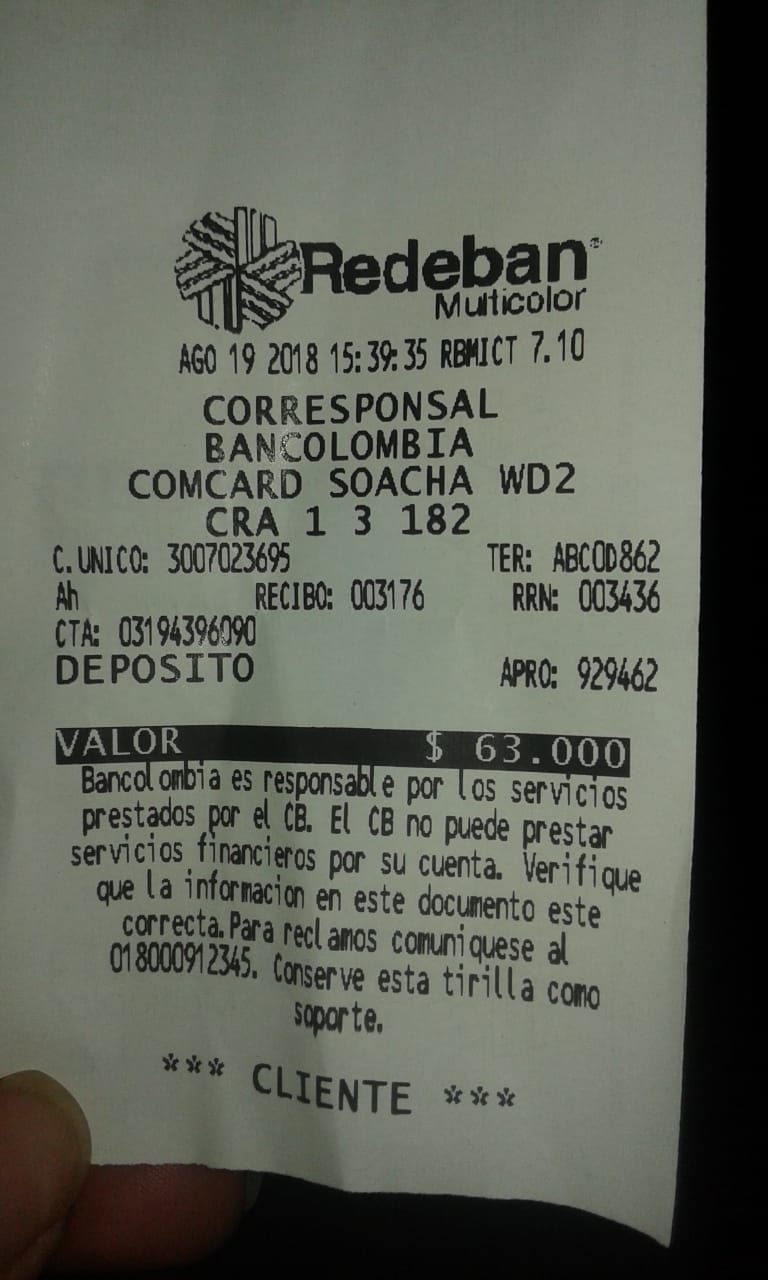 Redeban
Multicolor
AGO 19 2018 15:39:35 RBMICT 7.10
CORRESPONSAL
BANCOLOMBIA
COMCARD SOACHA WD2
CRA 1 3 182
C.UNICO: 3007023695 TER: ABCOD862
Ah RECIBO: 003176 RRN: 003436
CTA: 03194396090
DEPOSITO APRO: 929462
VALOR $ 63.000
Bancolombia es responsable por los servicios
prestados por el CB. El CB no puede prestar
servicios financieros por su cuenta. Verifique
que la informacion en este documento este
correcta.Para reclamos comuniquese al
018000912345. Conserve esta tirilla como
soporte.
*** CLIENTE ***